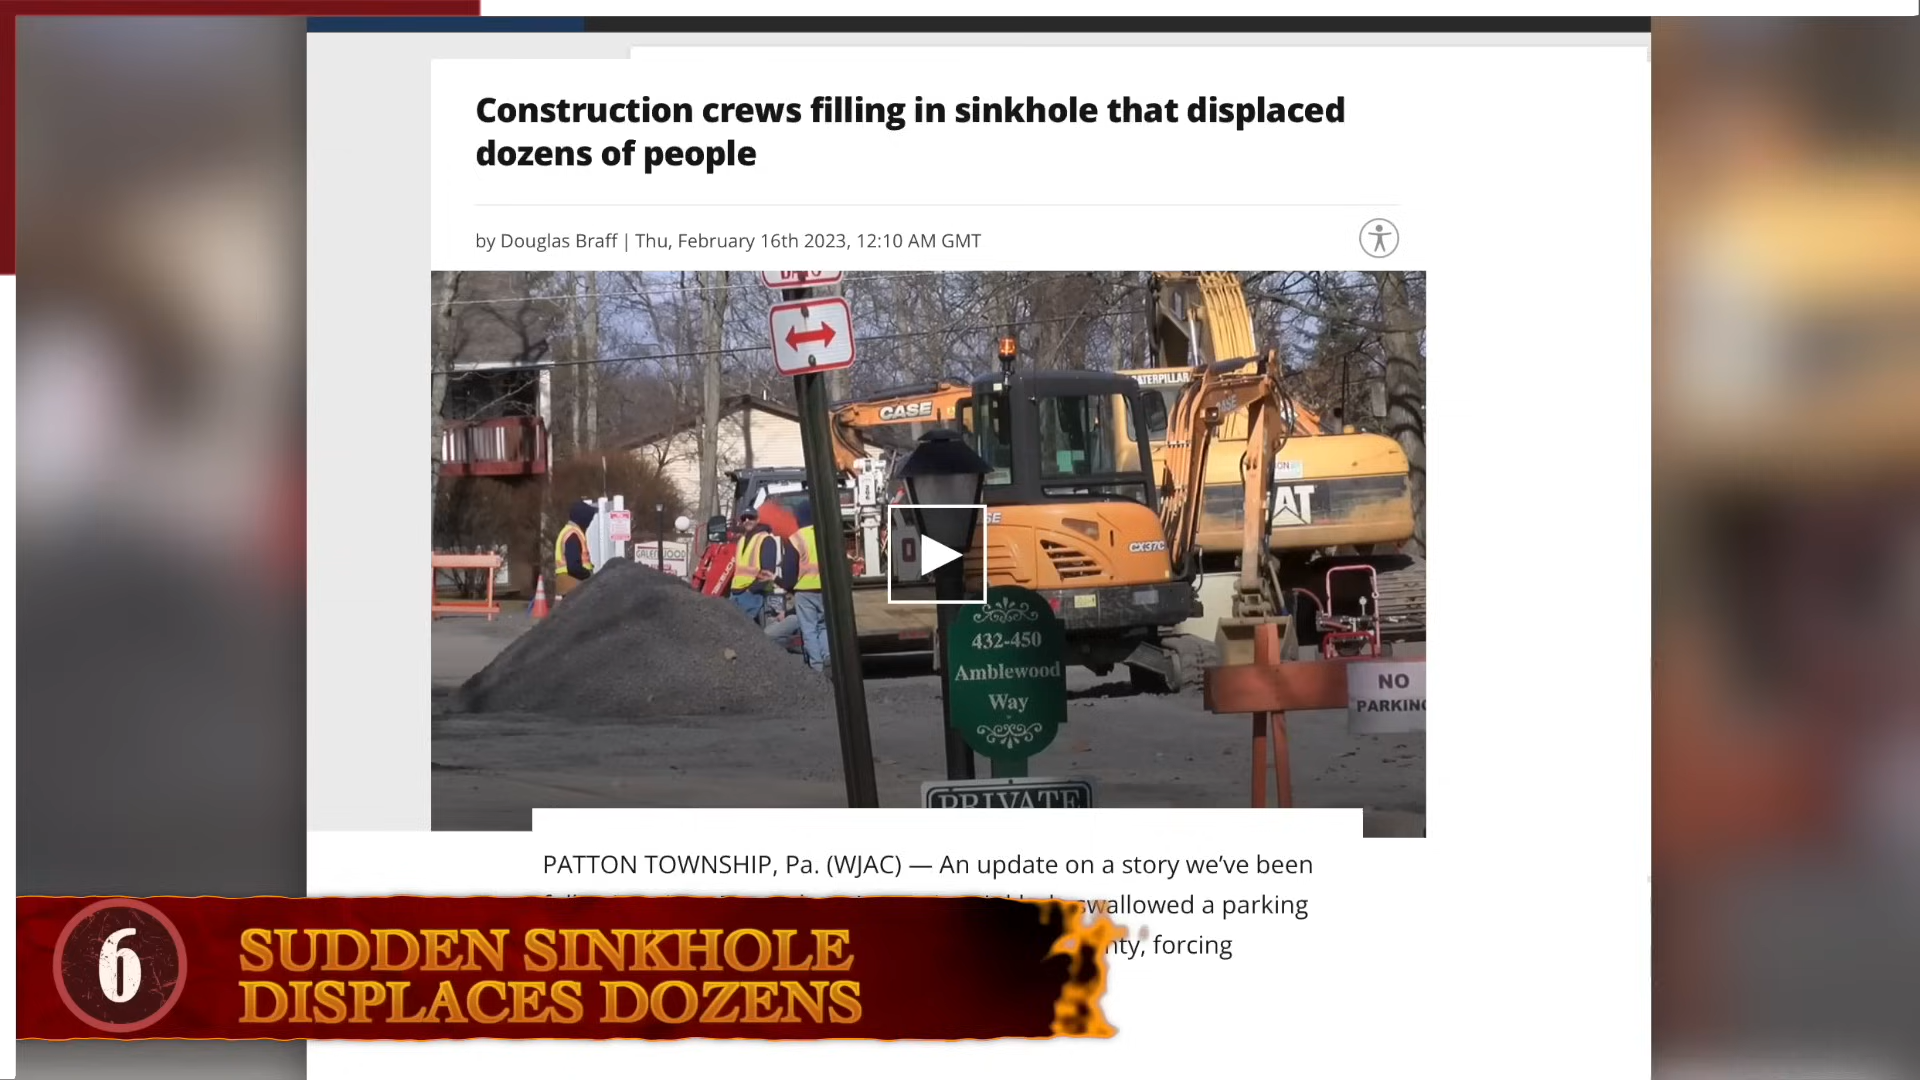 Construction crews filling in sinkhole that displaced
dozens of people
by Douglas Braff | Thu, February 16th 2023, 12:10 AM GMT
CASE
CATERPILLAR
CASE
CAT
CX37C
432-450
Amblewood
Way
NO
PARKING
PRIVATE
PATTON TOWNSHIP, Pa. (WJAC) — An update on a story we’ve been
swallowed a parking
forcing
6
SUDDEN SINKHOLE
DISPLACES DOZENS